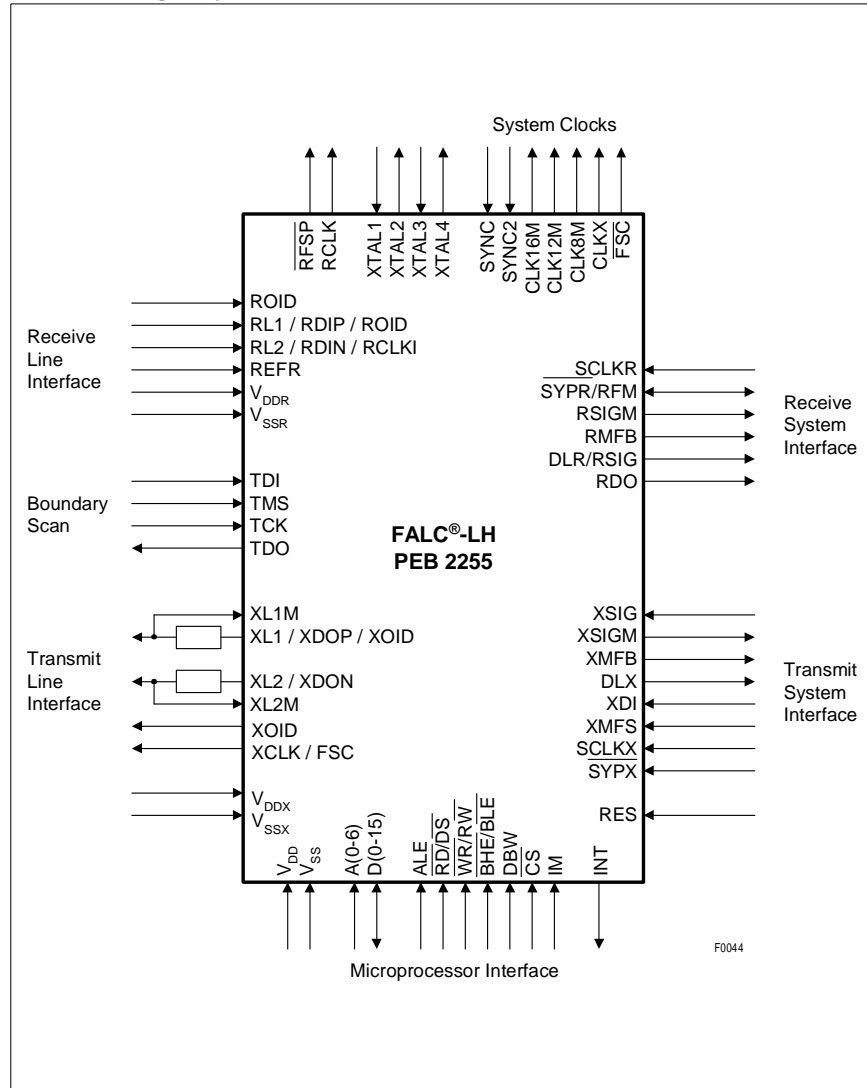 System Clocks
RFSP
RCLK
XTAL1
XTAL2
XTAL3
XTAL4
SYNC
SYNC2
CLK16M
CLK12M
CLK8M
CLKX
FSC
Receive
Line
Interface
ROID
RL1 / RDIP / ROID
RL2 / RDIN / RCLKI
REFR
VDDR
VSSR
SCLKR
SYPR/RFM
RSIGM
RMFB
DLR/RSIG
RDO
Receive
System
Interface
Boundary
Scan
TDI
TMS
TCK
TDO
FALC®-LH
PEB 2255
Transmit
Line
Interface
XL1M
XL1 / XDOP / XOID
XL2 / XDON
XL2M
XOID
XCLK / FSC
VDDX
VSSX
XSIG
XSIGM
XMFB
DLX
XDI
XMFS
SCLKX
SYPX
RES
Transmit
System
Interface
VDD
VSS
A(0-6)
D(0-15)
ALE
RD/DS
WR/RW
BHE/BLE
DBW
CS
IM
INT
Microprocessor Interface
F0044